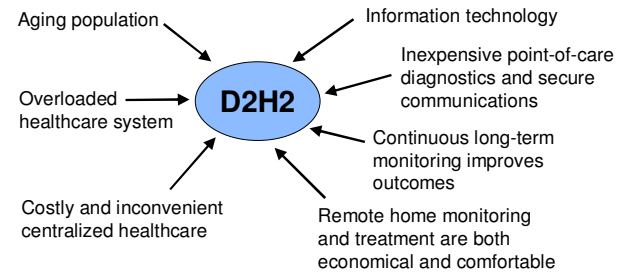 Aging population
Information technology
Inexpensive point-of-care
diagnostics and secure
communications
Overloaded
healthcare system
D2H2
Continuous long-term
monitoring improves
outcomes
Costly and inconvenient
centralized healthcare
Remote home monitoring
and treatment are both
economical and comfortable